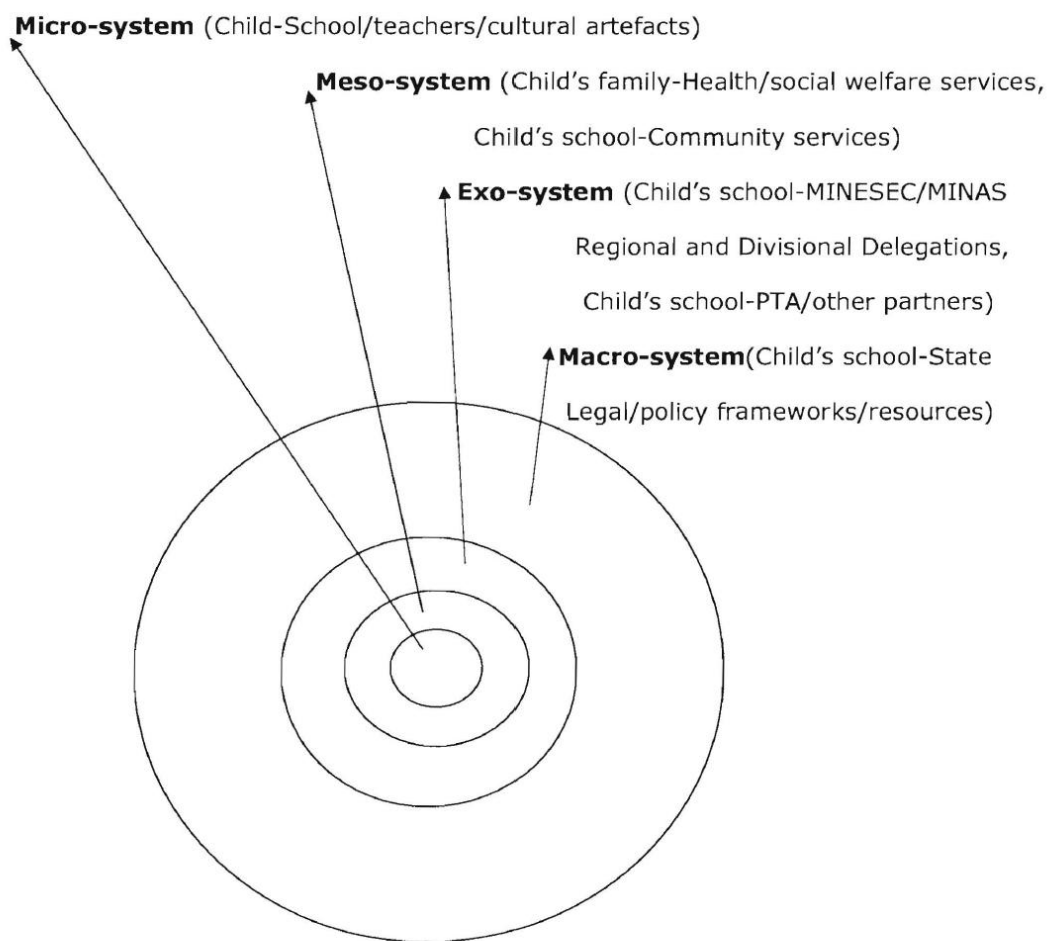 Micro-system (Child-School/teachers/cultural artefacts)
Meso-system (Child's family-Health/social welfare services,
Child's school-Community services)
Exo-system (Child's school-MINESEC/MINAS
Regional and Divisional Delegations,
Child's school-PTA/other partners)
Macro-system(Child's school-State
Legal/policy frameworks/resources)